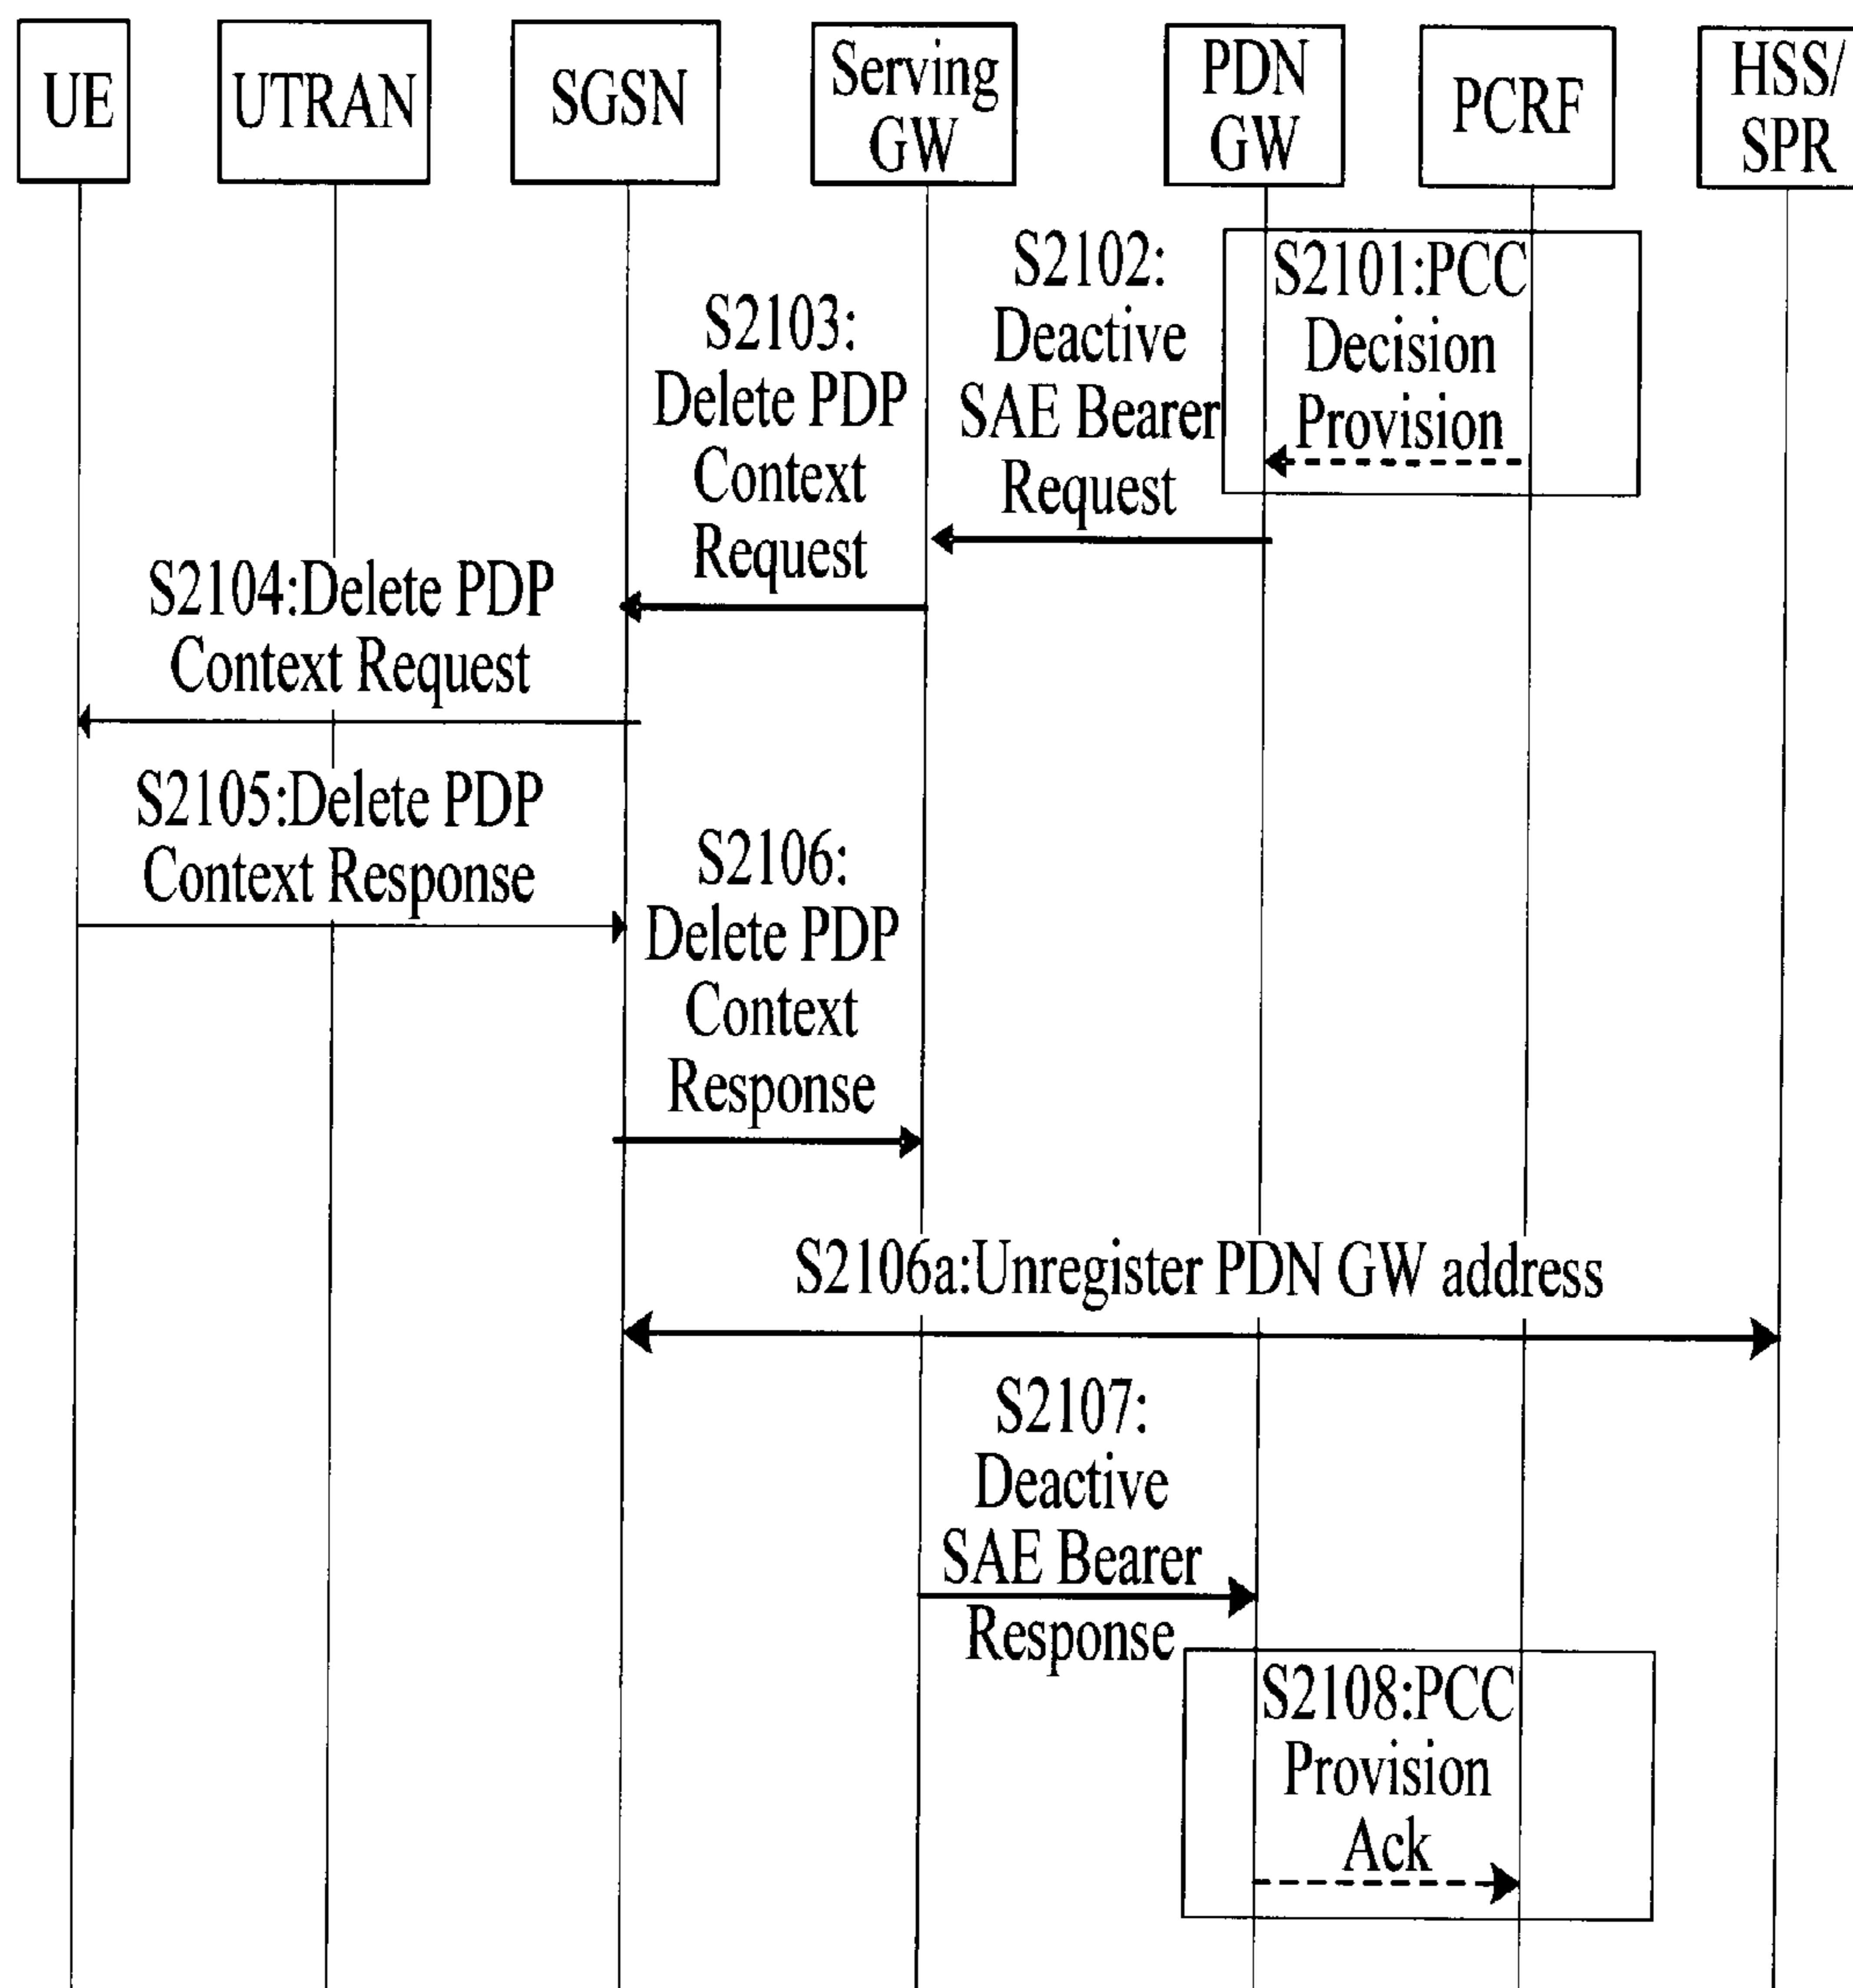 UE
UTRAN
SGSN
Serving
GW
PDN
GW
PCRF
HSS/
SPR
S2101:PCC
Decision
Provision
S2102:
Deactive
SAE Bearer
Request
S2103:
Delete PDP
Context
Request
S2104:Delete PDP
Context Request
S2105:Delete PDP
Context Response
S2106:
Delete PDP
Context
Response
S2106a:Unregister PDN GW address
S2107:
Deactive
SAE Bearer
Response
S2108:PCC
Provision
Ack